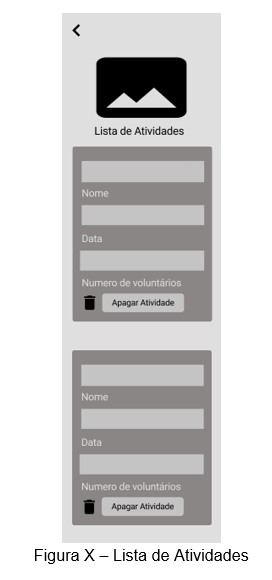 Lista de Atividades
Nome
Data
Numero de voluntários
Apagar Atividade
Nome
Data
Numero de voluntários
Apagar Atividade
Figura X – Lista de Atividades